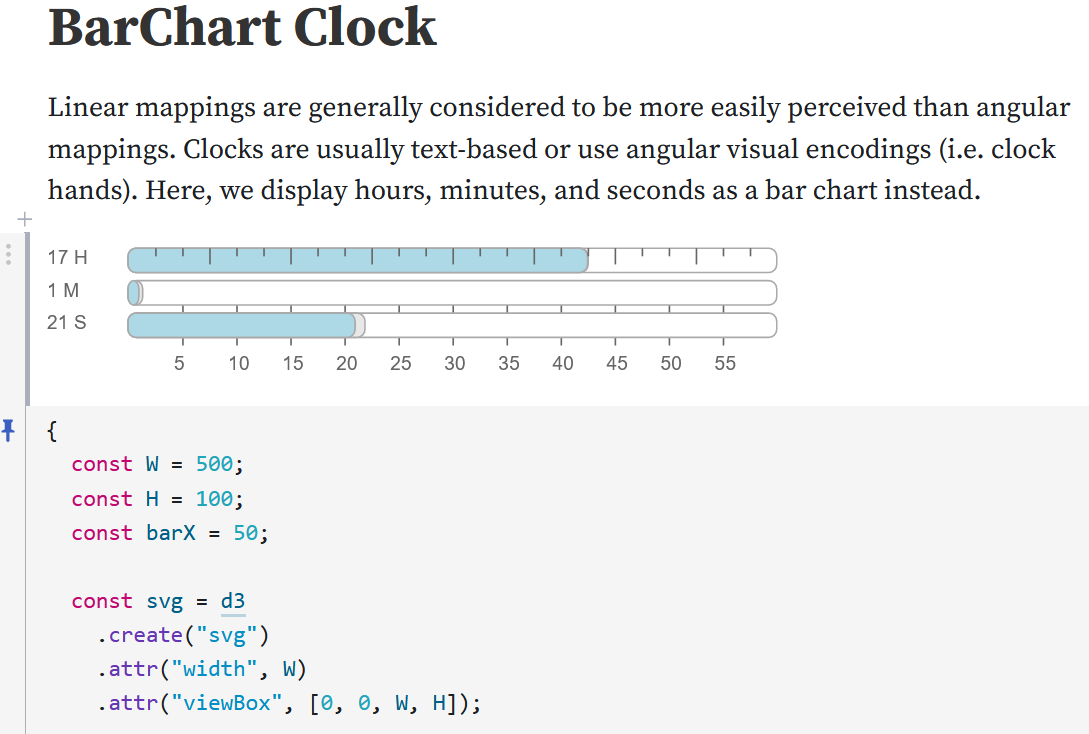 BarChart Clock
Linear mappings are generally considered to be more easily perceived than angular
mappings. Clocks are usually text-based or use angular visual encodings (i.e. clock
hands). Here, we display hours, minutes, and seconds as a bar chart instead.
17 H
1 M
21 S
5 10 15 20 25 30 35 40 45 50 55
{
  const W = 500;
  const H = 100;
  const barX = 50;
  const svg = d3
    .create("svg")
    .attr("width", W)
    .attr("viewBox", [0, 0, W, H]);